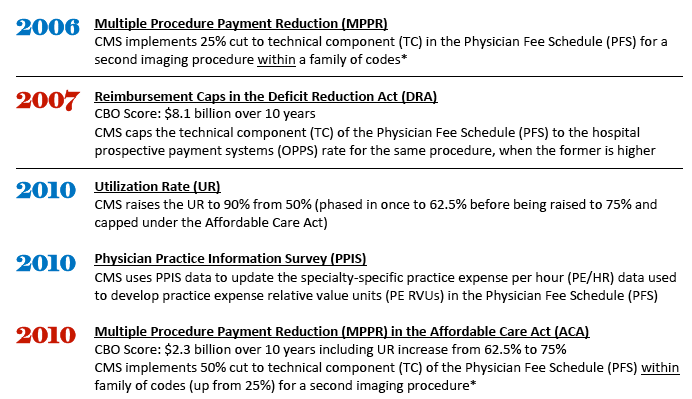 2006 Multiple Procedure Payment Reduction (MPPR)
CMS implements 25% cut to technical component (TC) in the Physician Fee Schedule (PFS) for a
second imaging procedure within a family of codes*
2007 Reimbursement Caps in the Deficit Reduction Act (DRA)
CBO Score: $8.1 billion over 10 years
CMS caps the technical component (TC) of the Physician Fee Schedule (PFS) to the hospital
prospective payment systems (OPPS) rate for the same procedure, when the former is higher
2010 Utilization Rate (UR)
CMS raises the UR to 90% from 50% (phased in once to 62.5% before being raised to 75% and
capped under the Affordable Care Act)
2010 Physician Practice Information Survey (PPIS)
CMS uses PPIS data to update the specialty-specific practice expense per hour (PE/HR) data used
to develop practice expense relative value units (PE RVUs) in the Physician Fee Schedule (PFS)
2010 Multiple Procedure Payment Reduction (MPPR) in the Affordable Care Act (ACA)
CBO Score: $2.3 billion over 10 years including UR increase from 62.5% to 75%
CMS implements 50% cut to technical component (TC) of the Physician Fee Schedule (PFS) within
family of codes (up from 25%) for a second imaging procedure*